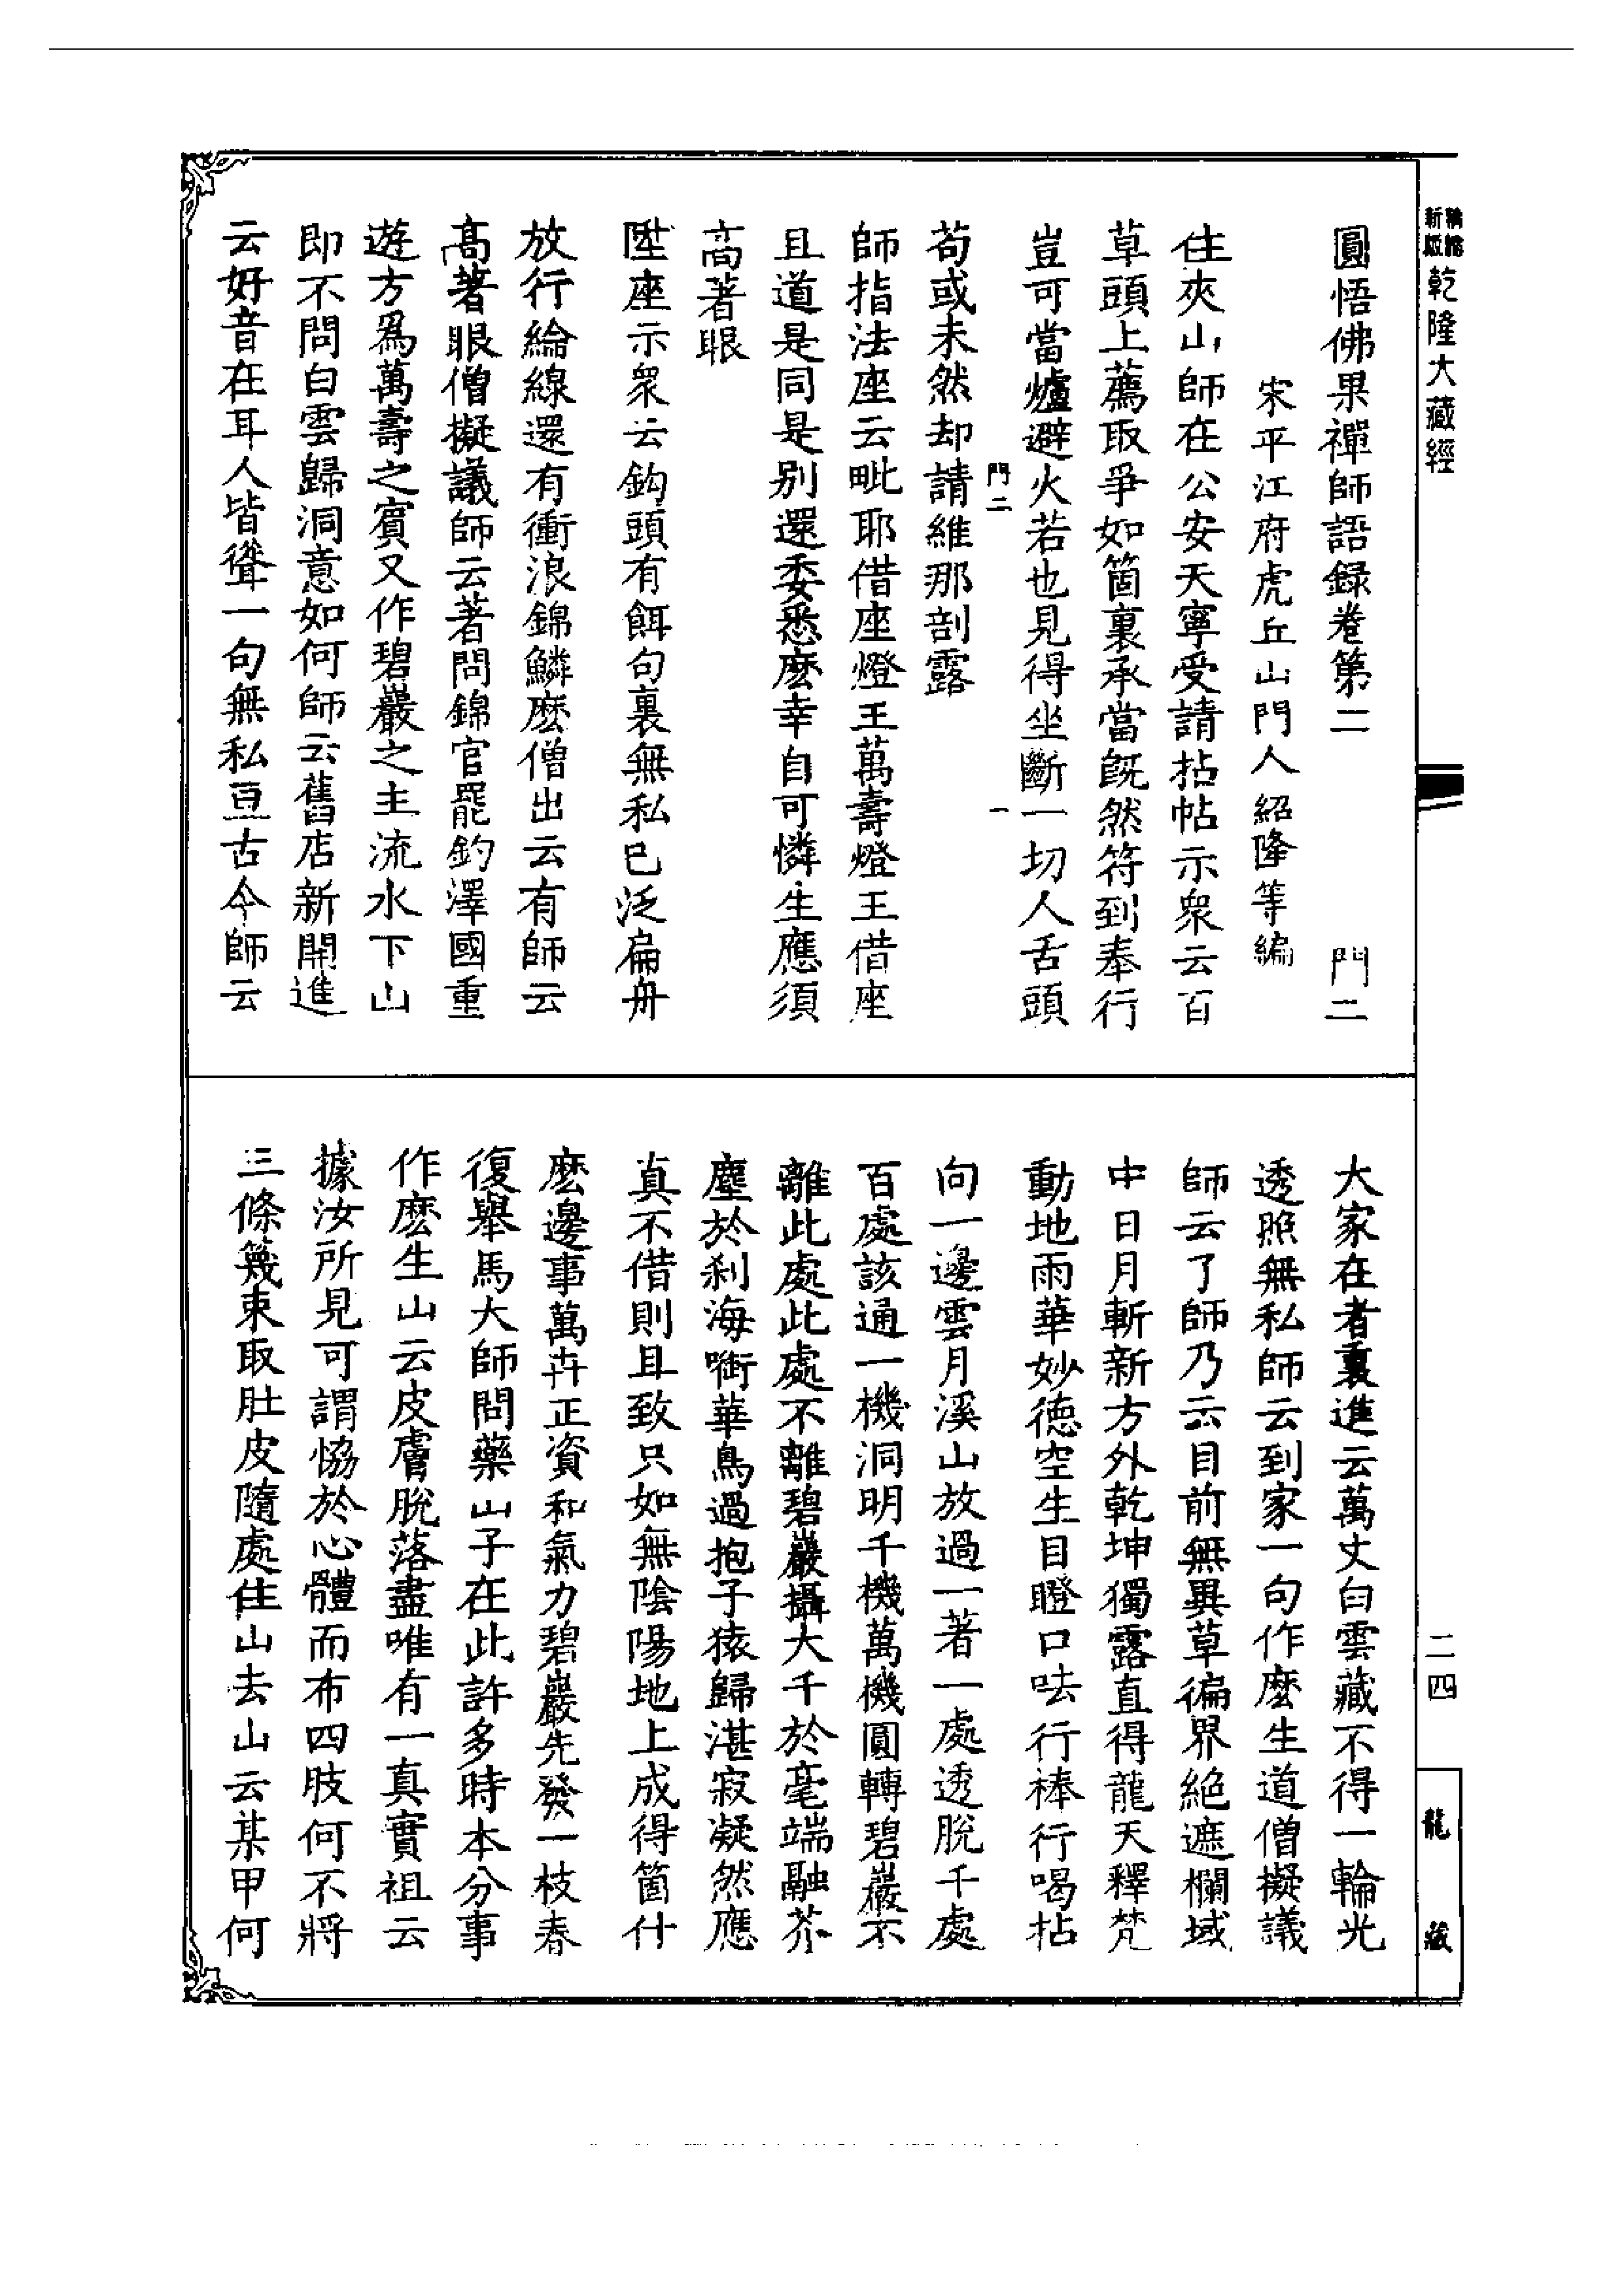 新編縮版乾隆大藏經
圓悟佛果禪師語録卷第二　門二
宋平江府虎丘山門人紹隆等編
住夾山師在公安天寧受請拈帖示衆云百
草頭上薦取爭如箇裏承當既然符到奉行
豈可當爐避火若也見得坐斷一切人舌頭
門二　一
苟或未然却請維那剖露
師指法座云毗耶借座燈王萬壽燈王借座
且道是同是别還委悉麽幸自可憐生應須
高著眼
陞座示衆云鈎頭有餌句裏無私巳泛扁舟
放行綸線還有衝浪錦鱗麽僧出云有師云
高著眼僧擬議師云著問錦官罷釣澤國重
遊方爲萬壽之賓又作碧巖之主流水下山
即不問白雲歸洞意如何師云舊店新開進
云好音在耳人皆聳一句無私亘古今師云
大家在者裏進云萬丈白雲藏不得一輪光
透照無私師云到家一句作麽生道僧擬議
師云了師乃云目前無異草徧界絶遮欄域
中日月斬新方外乾坤獨露直得龍天釋梵
動地雨華妙德空生目瞪口呿行棒行喝拈
向一邊雲月溪山放過一著一處透脫千處
百處該通一機洞明千機萬機圓轉碧巖不
離此處此處不離碧巖攝大千於毫端融芥
塵於刹海啣華鳥過抱子猿歸湛寂凝然應
真不借則且致只如無陰陽地上成得箇什
麽邊事萬卉正資和氣力碧巖先發一枝春
復舉馬大師問藥山子在此許多時本分事
作麽生山云皮膚脫落盡唯有一真實祖云
據汝所見可謂恊於心體而布四肢何不將
三條篾束取肚皮隨處住山去山云某甲何
二四
龍藏